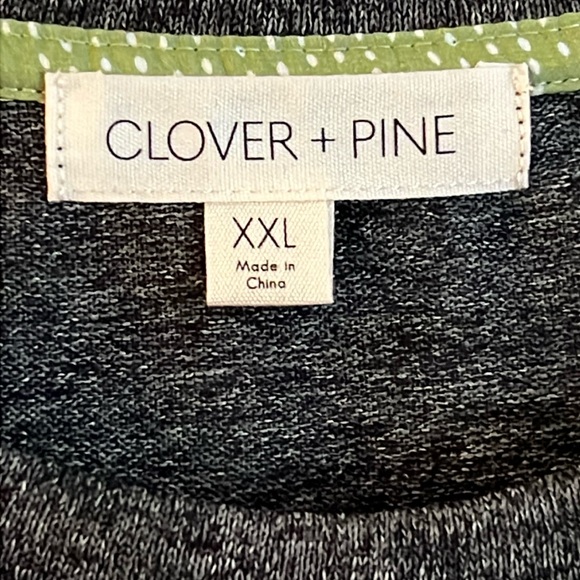 CLOVER + PINE
XXL
Made in
China